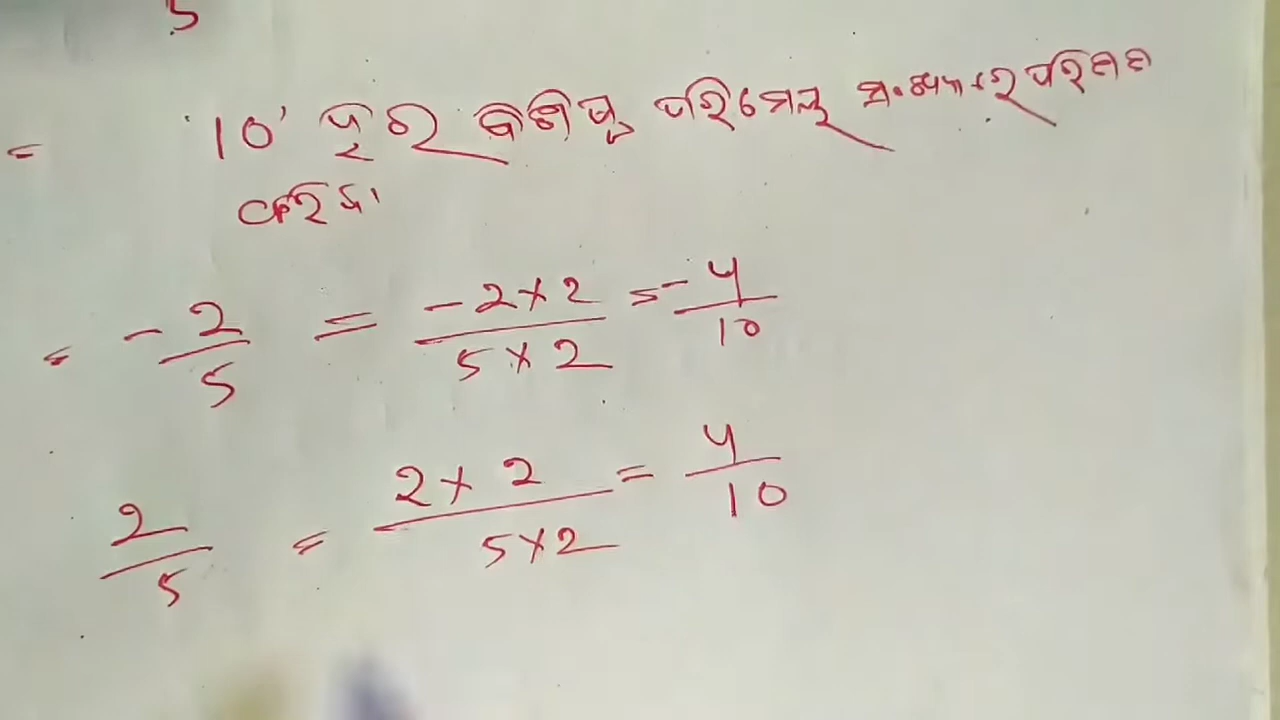 5
= 10 ହର ବିଶିଷ୍ଟ ପରିମେୟ ସଂଖ୍ୟାରେ ପରିଣତ
କରିବା
= -2/5 = -2×2/5×2 = -4/10
2/5 = 2×2/5×2 = 4/10